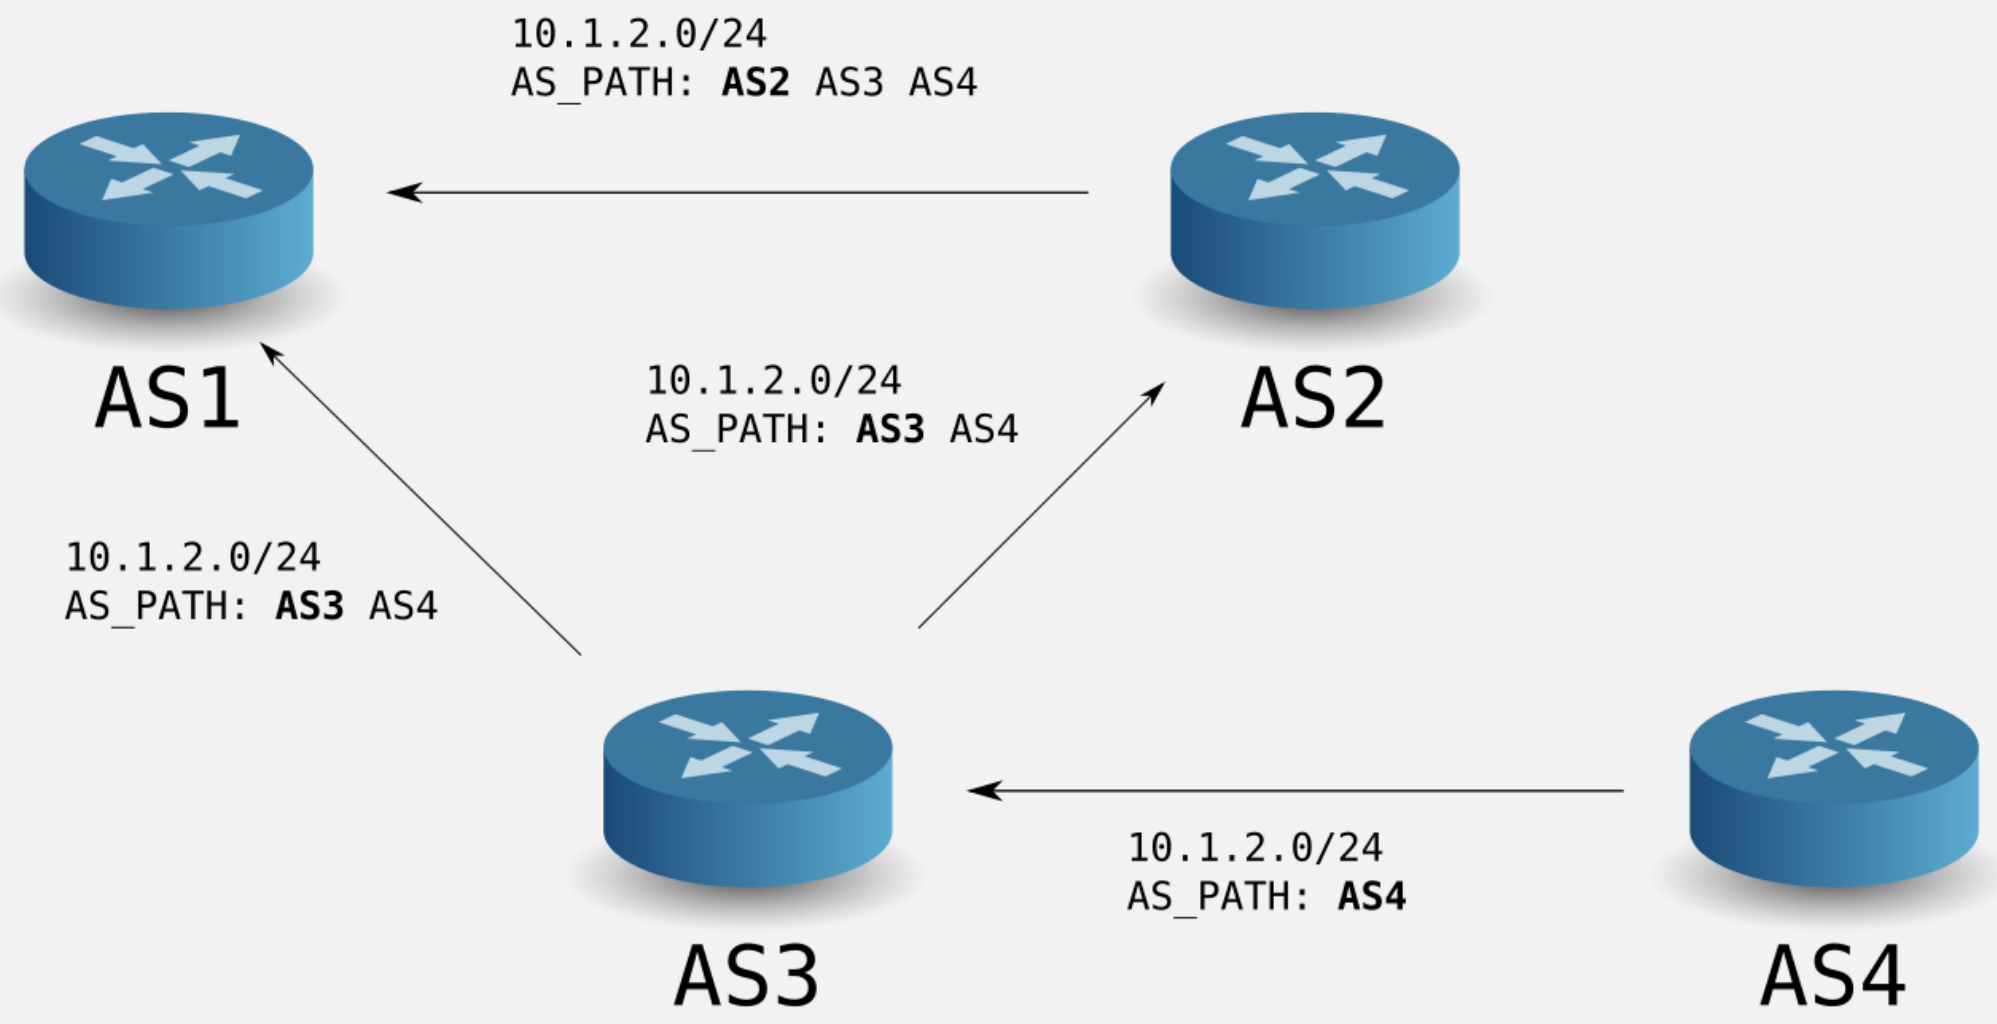 10.1.2.0/24
AS_PATH: AS2 AS3 AS4
AS1
AS2
10.1.2.0/24
AS_PATH: AS3 AS4
10.1.2.0/24
AS_PATH: AS3 AS4
10.1.2.0/24
AS_PATH: AS4
AS3
AS4